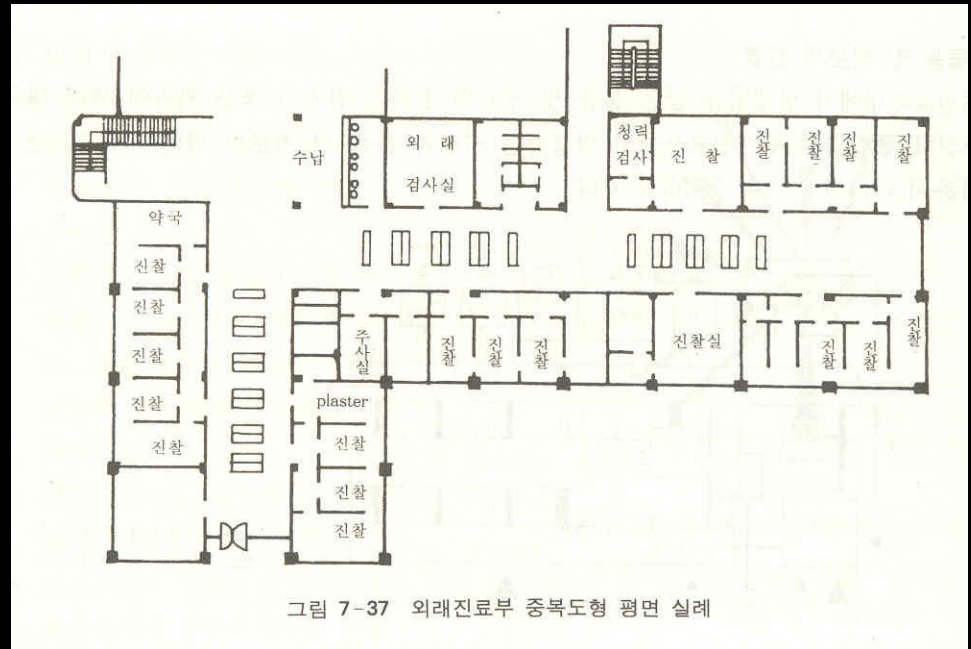 수납
외 래
검사실
청력
검사
진 찰
진찰
진찰
진찰
진찰
약국
진찰
진찰
진찰
진찰
진찰
주사실
진찰
진찰
진찰
진찰실
진찰
진찰
진찰
plaster
진찰
진찰
진찰
그림 7-37 외래진료부 중복도형 평면 실례